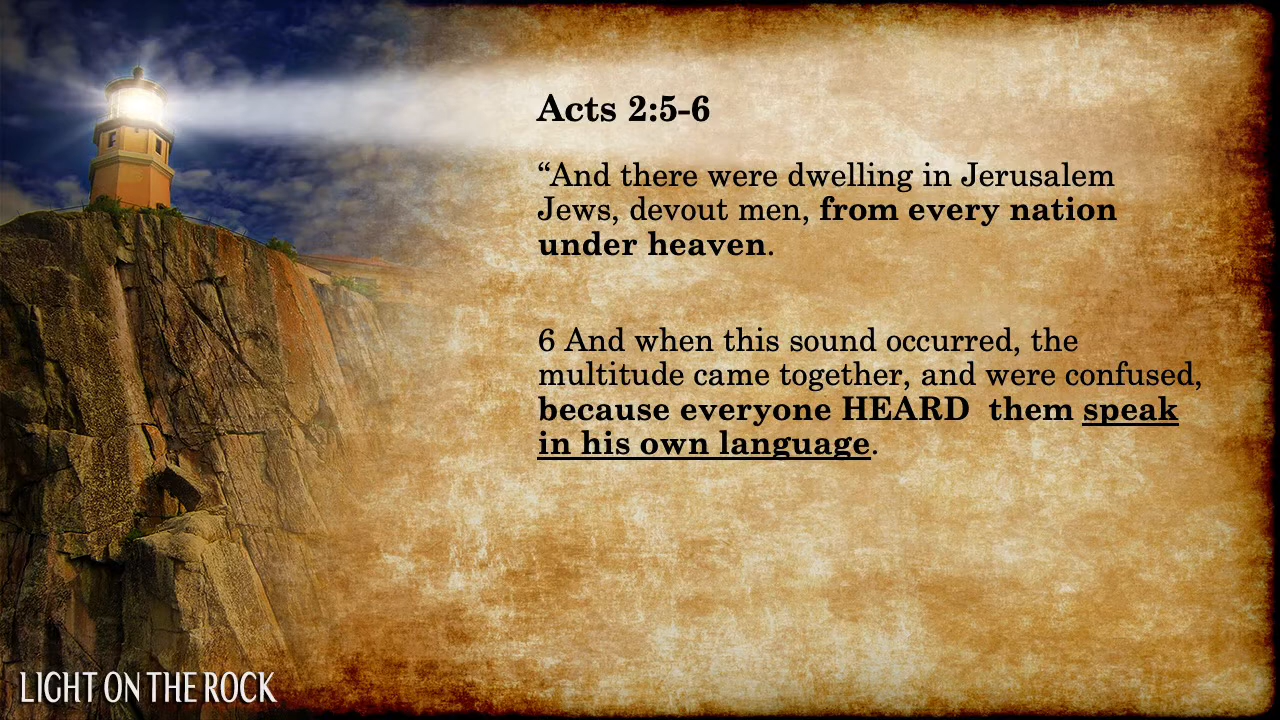 Acts 2:5-6
“And there were dwelling in Jerusalem
Jews, devout men, from every nation
under heaven.
6 And when this sound occurred, the
multitude came together, and were confused,
because everyone HEARD  them speak
in his own language.
LIGHT ON THE ROCK